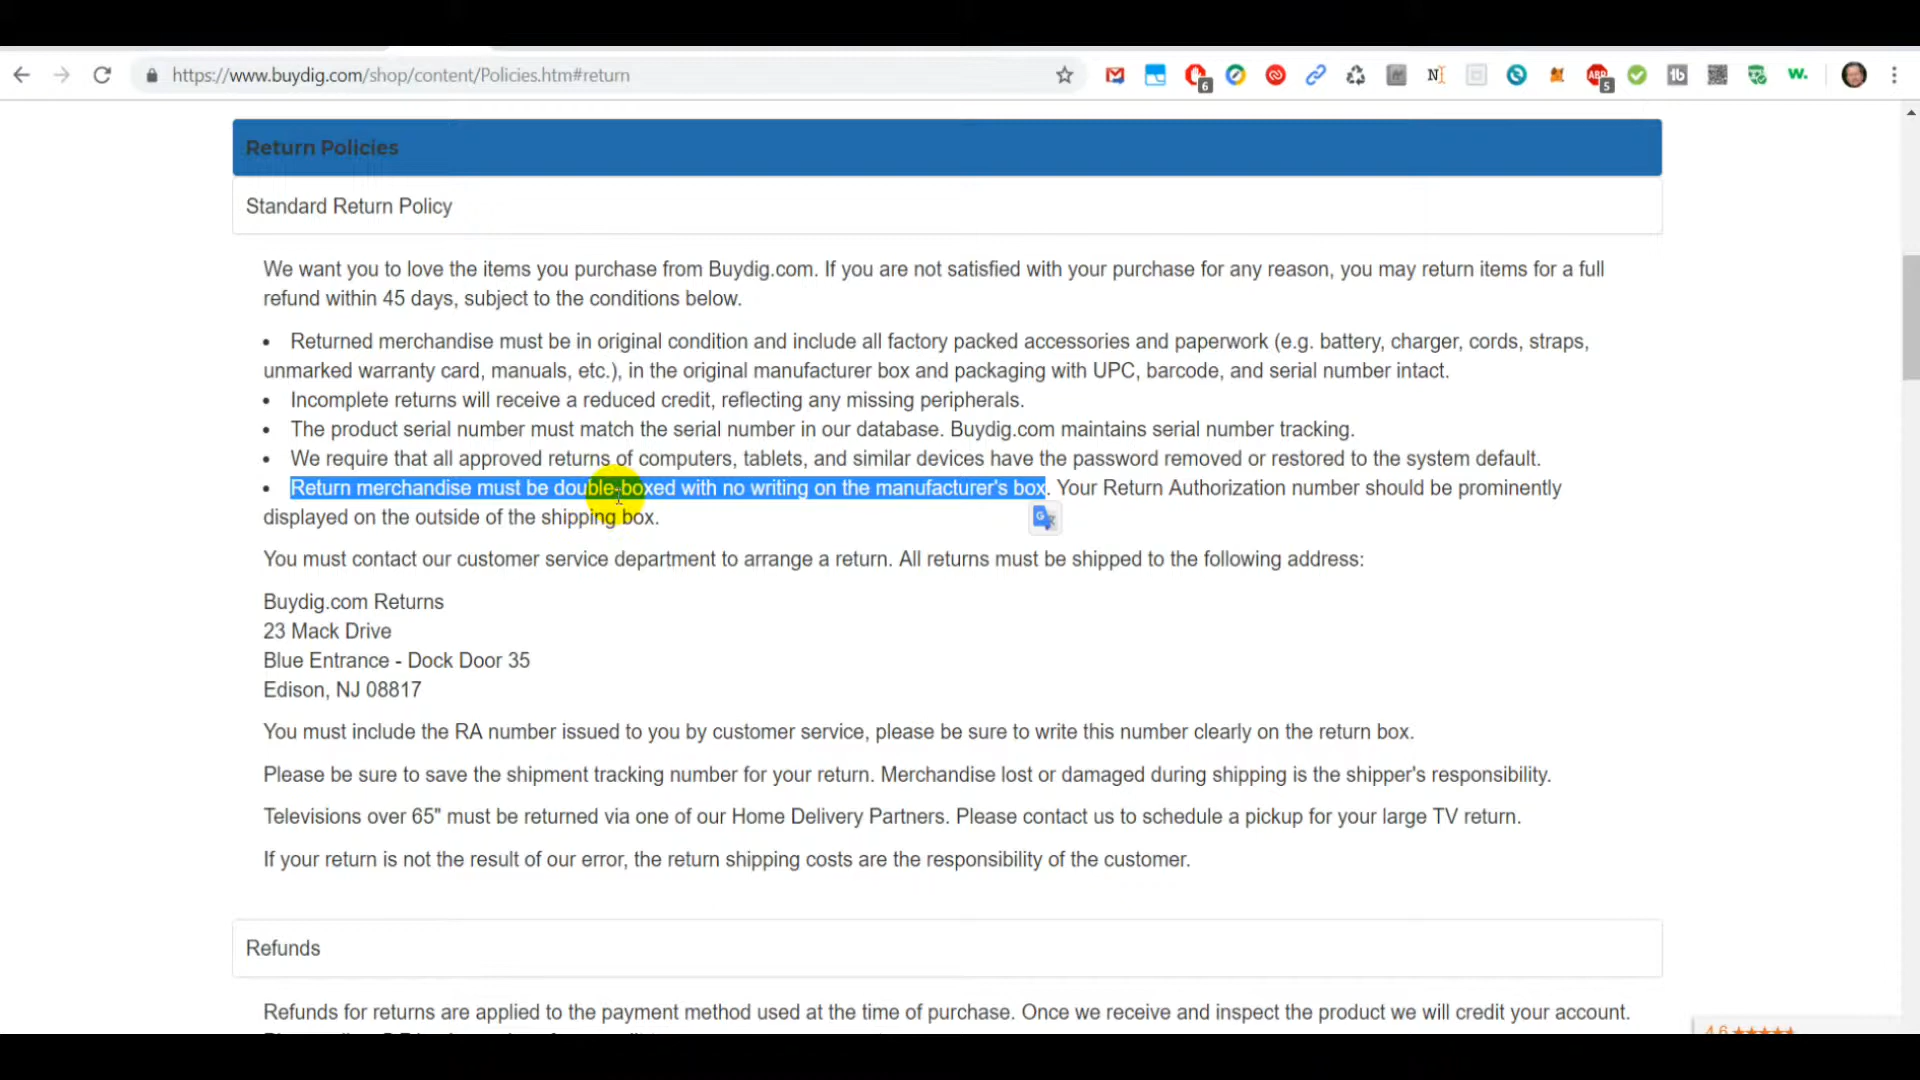 https://www.buydig.com/shop/content/Policies.htm#return
6
5
Return Policies
Standard Return Policy
We want you to love the items you purchase from Buydig.com. If you are not satisfied with your purchase for any reason, you may return items for a full
refund within 45 days, subject to the conditions below.
• Returned merchandise must be in original condition and include all factory packed accessories and paperwork (e.g. battery, charger, cords, straps,
unmarked warranty card, manuals, etc.), in the original manufacturer box and packaging with UPC, barcode, and serial number intact.
• Incomplete returns will receive a reduced credit, reflecting any missing peripherals.
• The product serial number must match the serial number in our database. Buydig.com maintains serial number tracking.
• We require that all approved returns of computers, tablets, and similar devices have the password removed or restored to the system default.
• Return merchandise must be double-boxed with no writing on the manufacturer's box. Your Return Authorization number should be prominently
displayed on the outside of the shipping box.
You must contact our customer service department to arrange a return. All returns must be shipped to the following address:
Buydig.com Returns
23 Mack Drive
Blue Entrance - Dock Door 35
Edison, NJ 08817
You must include the RA number issued to you by customer service, please be sure to write this number clearly on the return box.
Please be sure to save the shipment tracking number for your return. Merchandise lost or damaged during shipping is the shipper's responsibility.
Televisions over 65" must be returned via one of our Home Delivery Partners. Please contact us to schedule a pickup for your large TV return.
If your return is not the result of our error, the return shipping costs are the responsibility of the customer.
Refunds
Refunds for returns are applied to the payment method used at the time of purchase. Once we receive and inspect the product we will credit your account.